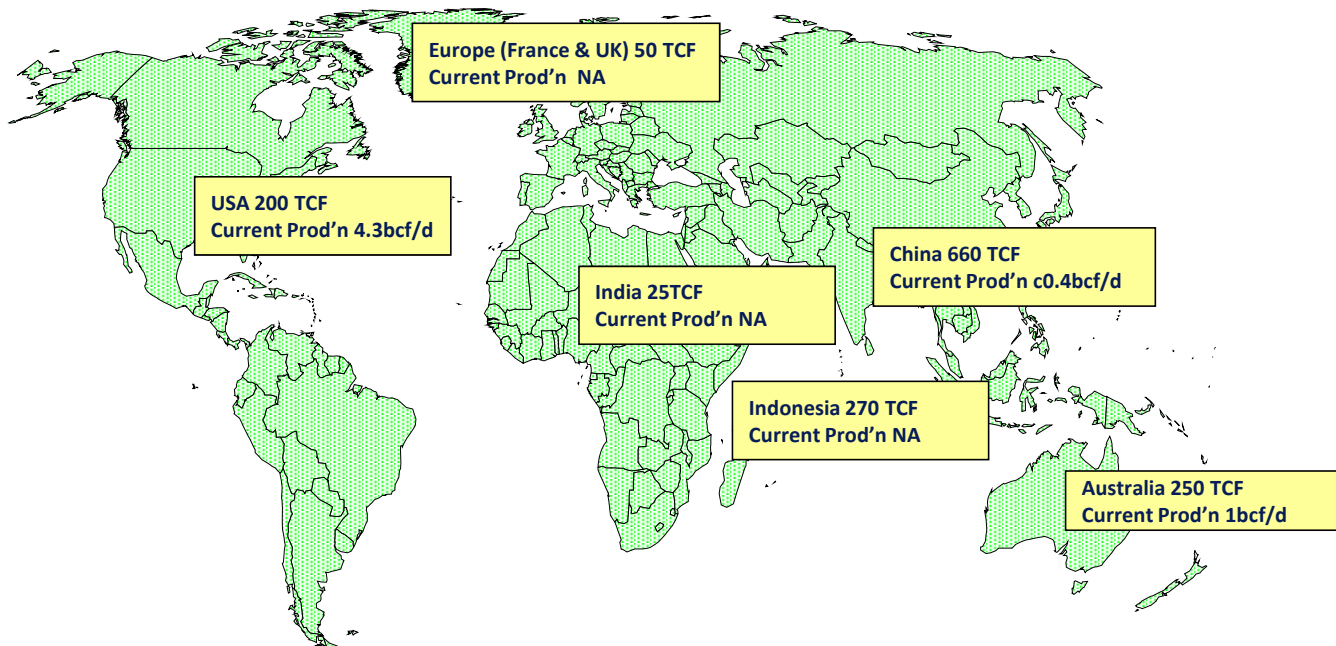 Europe (France & UK) 50 TCF
Current Prod’n  NA
USA 200 TCF
Current Prod’n 4.3bcf/d
China 660 TCF
Current Prod’n c0.4bcf/d
India 25TCF
Current Prod’n NA
Indonesia 270 TCF
Current Prod’n NA
Australia 250 TCF
Current Prod’n 1bcf/d